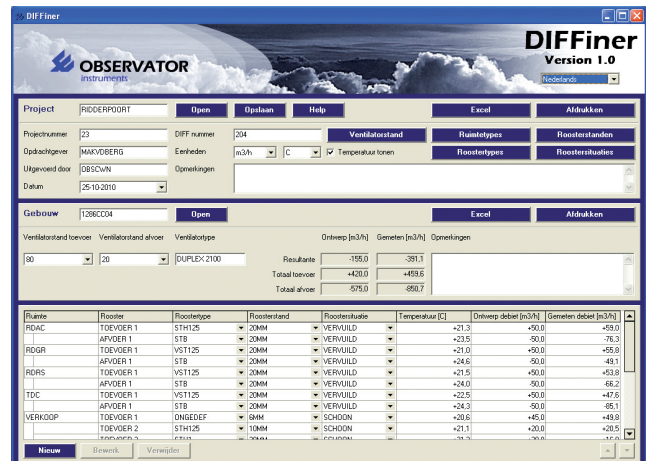 DIFFiner
DIFFiner
Version 1.0
OBSERVATOR
instruments
Nederlands
Project RIDDERPOORT Open Opslaan Help Excel Afdrukken
Projectnummer 23 DIFF nummer 204 Ventilatorstand Ruimtetypes Roosterstanden
Opdrachtgever MAKVDBERG Eenheden m3/h C Temperatuur tonen Roostertypes Roostersituaties
Uitgevoerd door OBSCWN Opmerkingen
Datum 25-10-2010
Gebouw 1286CC04 Open Excel Afdrukken
Ventilatorstand toevoer Ventilatorstand afvoer Ventilatortype Ontwerp [m3/h] Gemeten [m3/h] Opmerkingen
80 20 DUPLEX 2100 Resultante -155,0 -391,1
Totaal toevoer +420,0 +459,6
Totaal afvoer -575,0 -850,7
Ruimte Rooster Roostertype Roosterstand Roostersituatie Temperatuur [C] Ontwerp debiet [m3/h] Gemeten debiet [m3/h]
RDAC TOEVOER 1 STH125 20MM VERVUILD +21,3 +50,0 +59,0
AFVOER 1 STB 20MM VERVUILD +23,5 -50,0 -76,3
RDGR TOEVOER 1 VST125 20MM VERVUILD +21,0 +50,0 +55,8
AFVOER 1 STB 20MM VERVUILD +24,6 -50,0 -49,1
RDRS TOEVOER 1 VST125 20MM VERVUILD +21,5 +50,0 +53,8
AFVOER 1 STB 20MM VERVUILD +24,0 -50,0 -66,2
TDC TOEVOER 1 VST125 20MM VERVUILD +22,5 +50,0 +47,6
AFVOER 1 STB 20MM VERVUILD +24,3 -50,0 -85,1
VERKOOP TOEVOER 1 ONGEDEF 6MM SCHOON +20,6 +45,0 +49,8
TOEVOER 2 STH125 10MM SCHOON +21,1 +20,0 +20,5
Nieuw Bewerk Verwijder